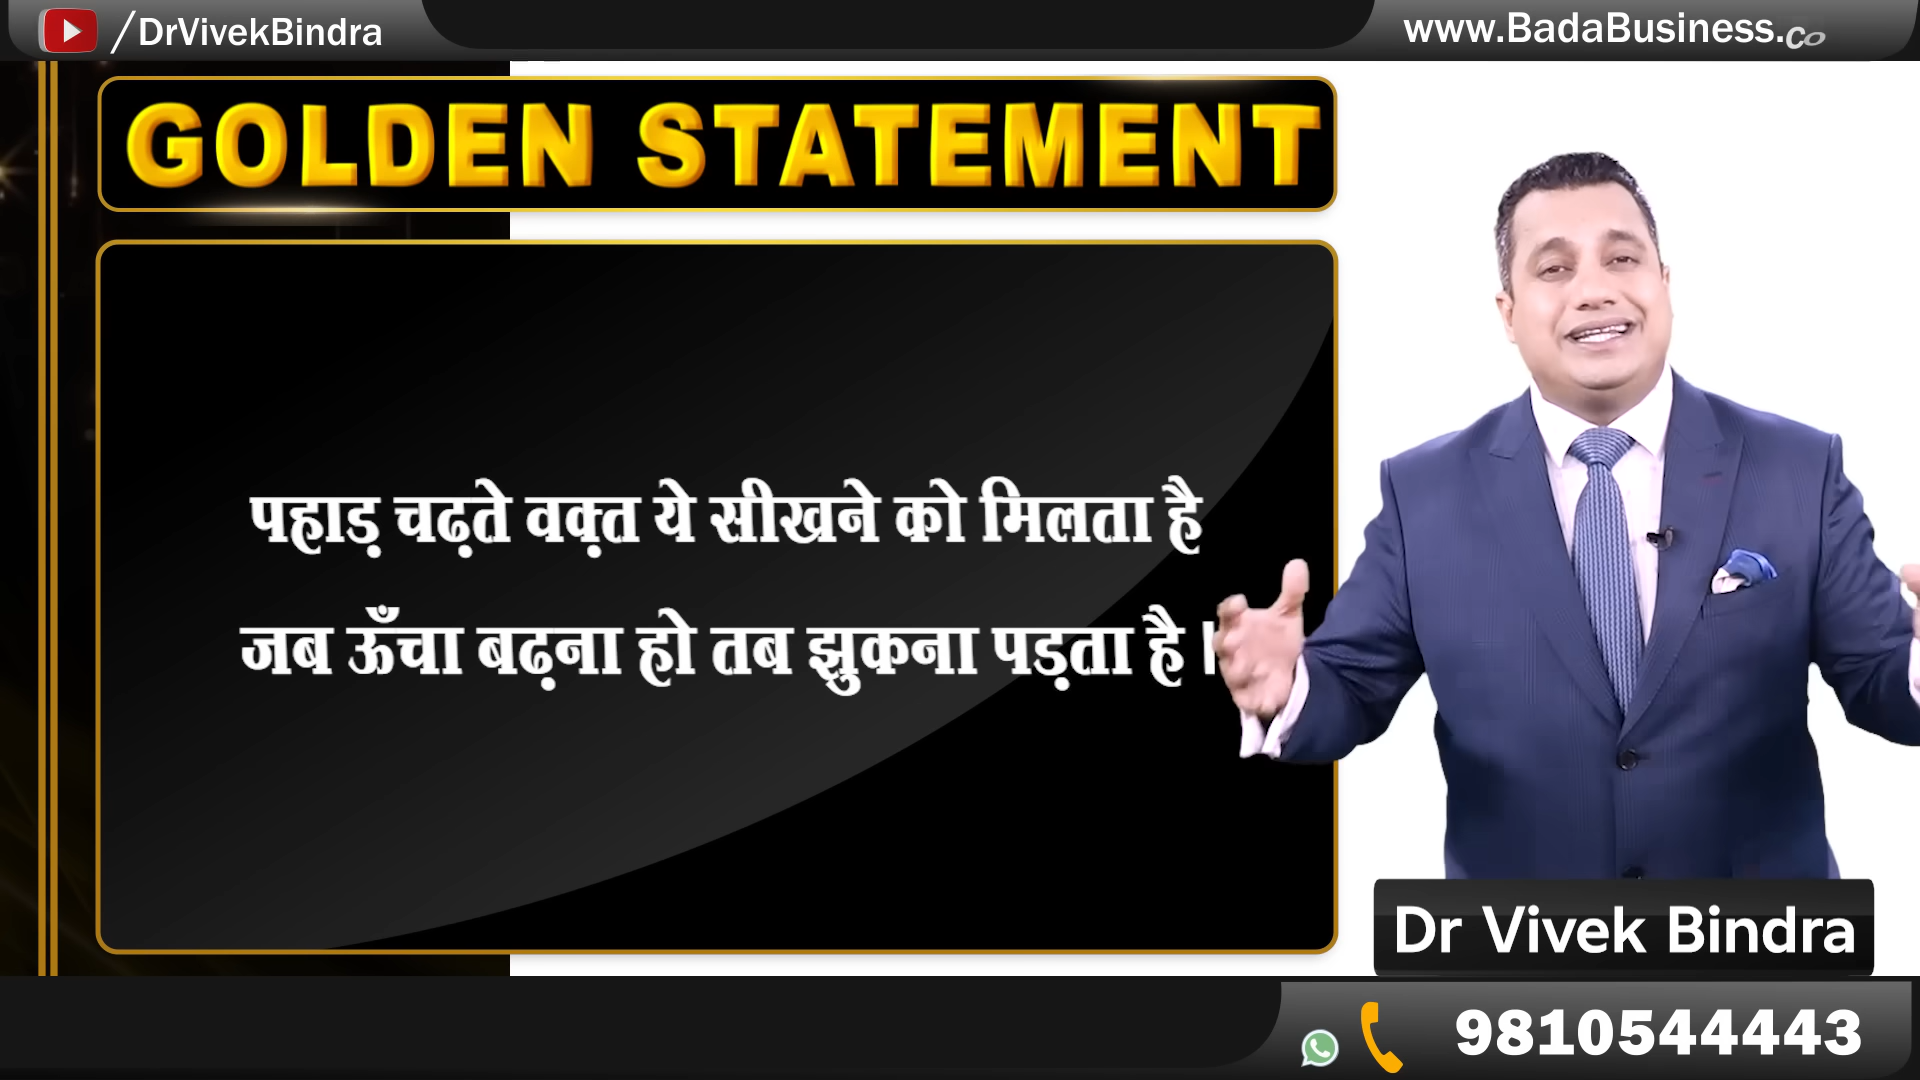 /DrVivekBindra
www.BadaBusiness.co
GOLDEN STATEMENT
पहाड़ चढ़ते वक़्त ये सीखने को मिलता है
जब ऊँचा बढ़ना हो तब झुकना पड़ता है।
Dr Vivek Bindra
9810544443